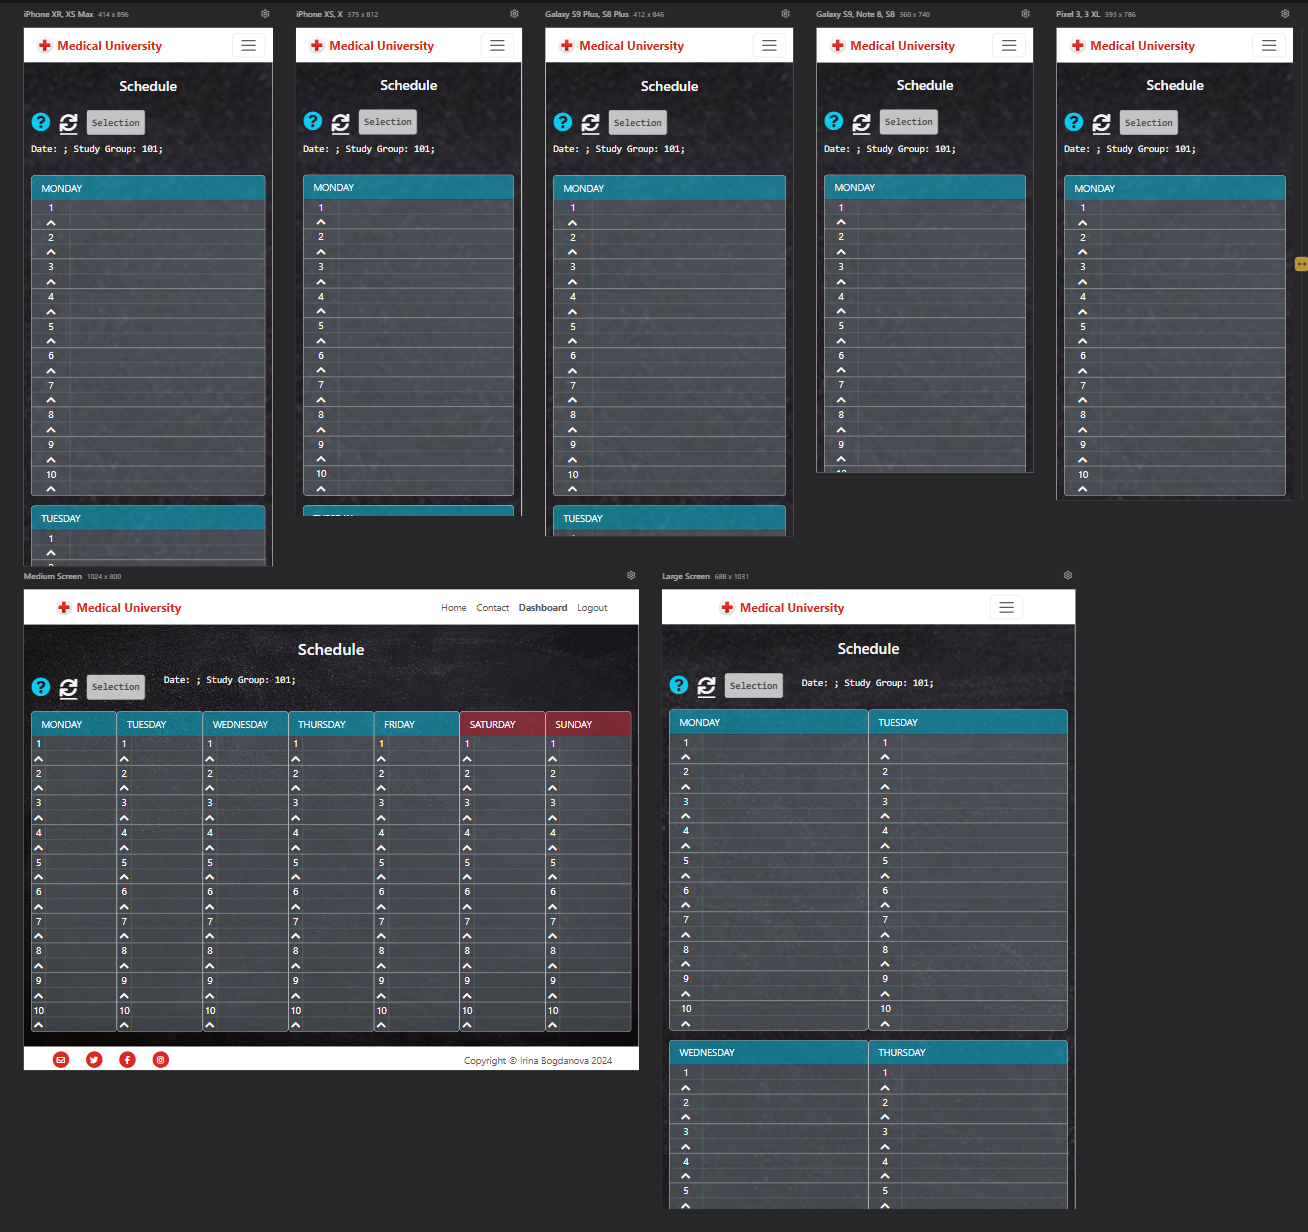 iPhone XR, XS Max 414 x 896
Medical University
Schedule
Selection
Date: ; Study Group: 101;
MONDAY
1
2
3
4
5
6
7
8
9
10
TUESDAY
1
iPhone XS, X 375 x 812
Medical University
Schedule
Selection
Date: ; Study Group: 101;
MONDAY
1
2
3
4
5
6
7
8
9
10
Galaxy S9 Plus, S8 Plus 412 x 846
Medical University
Schedule
Selection
Date: ; Study Group: 101;
MONDAY
1
2
3
4
5
6
7
8
9
10
TUESDAY
Galaxy S9, Note 8, S8 360 x 740
Medical University
Schedule
Selection
Date: ; Study Group: 101;
MONDAY
1
2
3
4
5
6
7
8
9
Pixel 3, 3 XL 393 x 786
Medical University
Schedule
Selection
Date: ; Study Group: 101;
MONDAY
1
2
3
4
5
6
7
8
9
10
Medium Screen 1024 x 800
Medical University Home Contact Dashboard Logout
Schedule
Selection Date: ; Study Group: 101;
MONDAY TUESDAY WEDNESDAY THURSDAY FRIDAY SATURDAY SUNDAY
1 1 1 1 1 1 1
2 2 2 2 2 2 2
3 3 3 3 3 3 3
4 4 4 4 4 4 4
5 5 5 5 5 5 5
6 6 6 6 6 6 6
7 7 7 7 7 7 7
8 8 8 8 8 8 8
9 9 9 9 9 9 9
10 10 10 10 10 10 10
Copyright © Irina Bogdanova 2024
Large Screen 688 x 1031
Medical University
Schedule
Selection Date: ; Study Group: 101;
MONDAY TUESDAY
1 1
2 2
3 3
4 4
5 5
6 6
7 7
8 8
9 9
10 10
WEDNESDAY THURSDAY
1 1
2 2
3 3
4 4
5 5